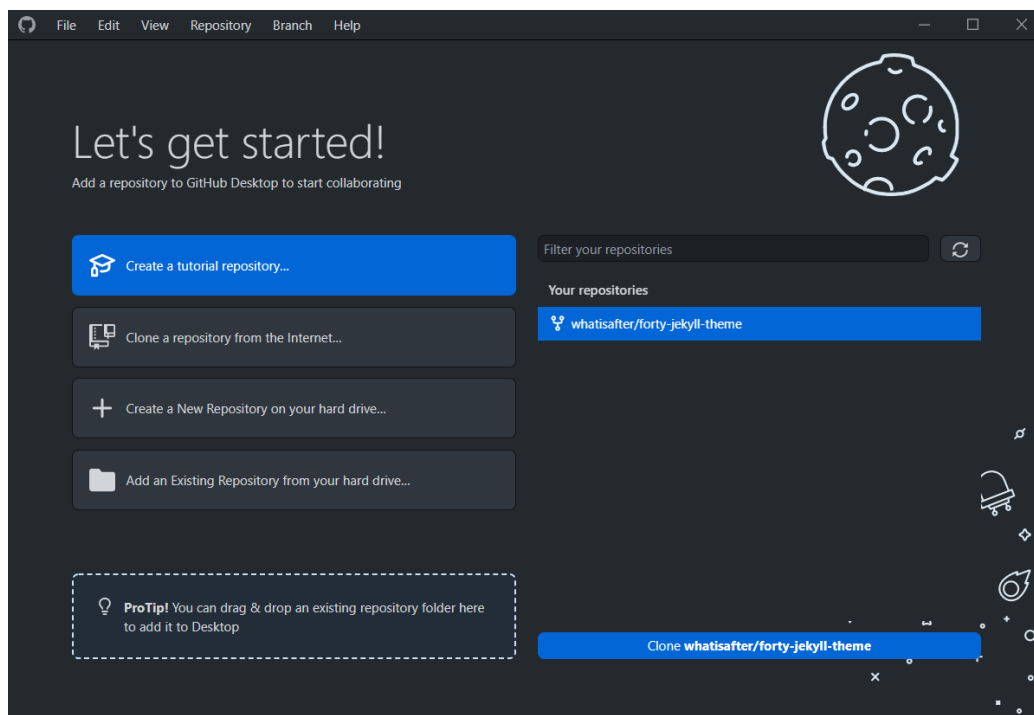 File Edit View Repository Branch Help
Let's get started!
Add a repository to GitHub Desktop to start collaborating
Create a tutorial repository...
Clone a repository from the Internet...
Create a New Repository on your hard drive...
Add an Existing Repository from your hard drive...
ProTip! You can drag & drop an existing repository folder here
to add it to Desktop
Filter your repositories
Your repositories
whatisafter/forty-jekyll-theme
Clone whatisafter/forty-jekyll-theme